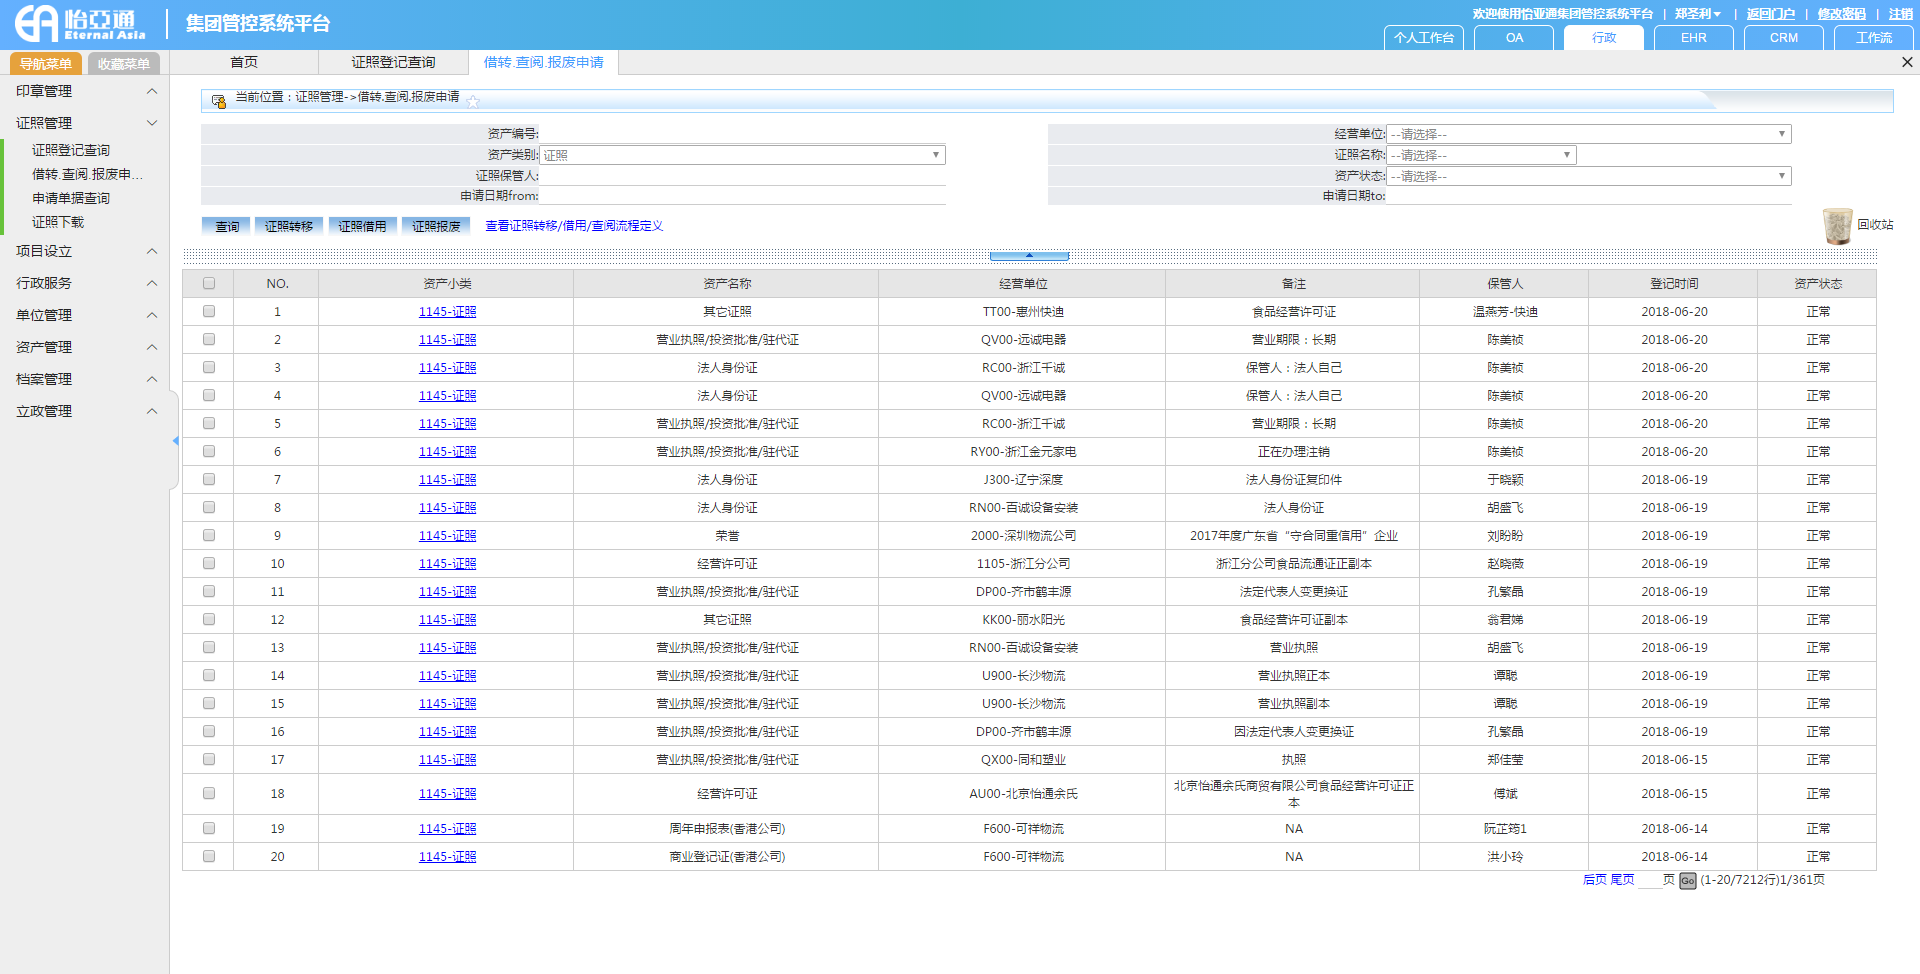 怡亞通
Eternal Asia
集团管控系统平台
欢迎使用怡亚通集团管控系统平台 | 郑圣利 | 返回门户 | 修改密码 | 注销
个人工作台 OA 行政 EHR CRM 工作流
导航菜单 收藏菜单 首页 证照登记查询 借转.查阅.报废申请
印章管理
证照管理
证照登记查询
借转.查阅.报废申...
申请单据查询
证照下载
项目设立
行政服务
单位管理
资产管理
档案管理
立政管理
当前位置：证照管理->借转.查阅.报废申请
资产编号: 经营单位: --请选择--
资产类别: 证照 证照名称: --请选择--
证照保管人: 资产状态: --请选择--
申请日期from: 申请日期to:
查询 证照转移 证照借用 证照报废 查看证照转移/借用/查阅流程定义 回收站
NO. 资产小类 资产名称 经营单位 备注 保管人 登记时间 资产状态
1 1145-证照 其它证照 TT00-惠州快迪 食品经营许可证 温燕芳-快迪 2018-06-20 正常
2 1145-证照 营业执照/投资批准/驻代证 QV00-远诚电器 营业期限：长期 陈美祯 2018-06-20 正常
3 1145-证照 法人身份证 RC00-浙江千诚 保管人：法人自己 陈美祯 2018-06-20 正常
4 1145-证照 法人身份证 QV00-远诚电器 保管人：法人自己 陈美祯 2018-06-20 正常
5 1145-证照 营业执照/投资批准/驻代证 RC00-浙江千诚 营业期限：长期 陈美祯 2018-06-20 正常
6 1145-证照 营业执照/投资批准/驻代证 RY00-浙江金元家电 正在办理注销 陈美祯 2018-06-20 正常
7 1145-证照 法人身份证 J300-辽宁深度 法人身份证复印件 于晓颖 2018-06-19 正常
8 1145-证照 法人身份证 RN00-百诚设备安装 法人身份证 胡盛飞 2018-06-19 正常
9 1145-证照 荣誉 2000-深圳物流公司 2017年度广东省“守合同重信用”企业 刘盼盼 2018-06-19 正常
10 1145-证照 经营许可证 1105-浙江分公司 浙江分公司食品流通证正副本 赵晓薇 2018-06-19 正常
11 1145-证照 营业执照/投资批准/驻代证 DP00-齐市鹤丰源 法定代表人变更换证 孔繁晶 2018-06-19 正常
12 1145-证照 其它证照 KK00-丽水阳光 食品经营许可证副本 翁君娣 2018-06-19 正常
13 1145-证照 营业执照/投资批准/驻代证 RN00-百诚设备安装 营业执照 胡盛飞 2018-06-19 正常
14 1145-证照 营业执照/投资批准/驻代证 U900-长沙物流 营业执照正本 谭聪 2018-06-19 正常
15 1145-证照 营业执照/投资批准/驻代证 U900-长沙物流 营业执照副本 谭聪 2018-06-19 正常
16 1145-证照 营业执照/投资批准/驻代证 DP00-齐市鹤丰源 因法定代表人变更换证 孔繁晶 2018-06-19 正常
17 1145-证照 营业执照/投资批准/驻代证 QX00-同和塑业 执照 郑佳莹 2018-06-15 正常
18 1145-证照 经营许可证 AU00-北京怡通余氏 北京怡通余氏商贸有限公司食品经营许可证正本 傅斌 2018-06-15 正常
19 1145-证照 周年申报表(香港公司) F600-可祥物流 NA 阮芷筠1 2018-06-14 正常
20 1145-证照 商业登记证(香港公司) F600-可祥物流 NA 洪小玲 2018-06-14 正常
后页 尾页 页 Go (1-20/7212行)1/361页